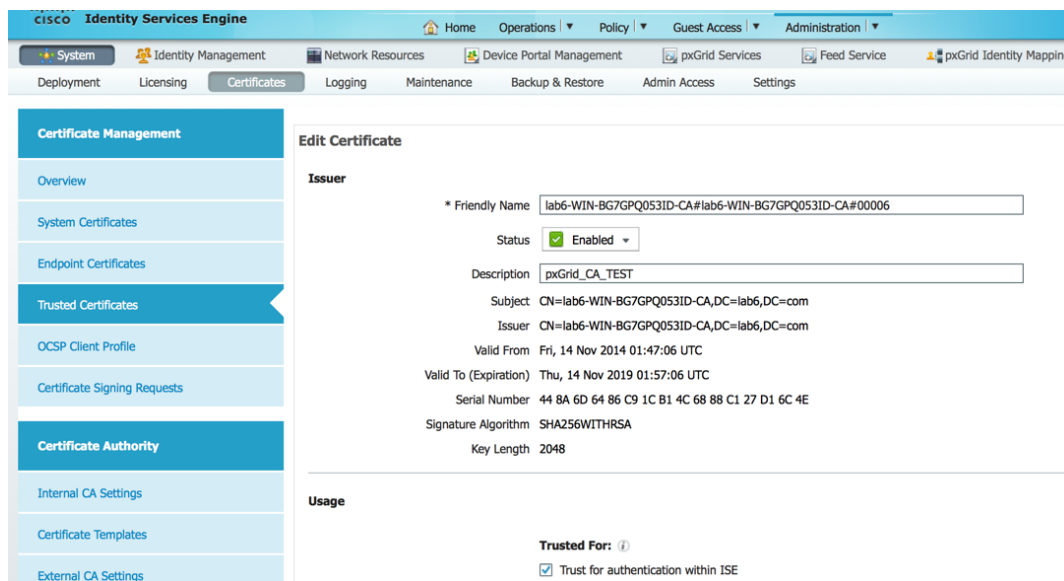 CISCO Identity Services Engine
Home Operations Policy Guest Access Administration
System Identity Management Network Resources Device Portal Management pxGrid Services Feed Service pxGrid Identity Mappin
Deployment Licensing Certificates Logging Maintenance Backup & Restore Admin Access Settings
Certificate Management
Overview
System Certificates
Endpoint Certificates
Trusted Certificates
OCSP Client Profile
Certificate Signing Requests
Certificate Authority
Internal CA Settings
Certificate Templates
External CA Settings
Edit Certificate
Issuer
* Friendly Name lab6-WIN-BG7GPQ053ID-CA#lab6-WIN-BG7GPQ053ID-CA#00006
Status Enabled
Description pxGrid_CA_TEST
Subject CN=lab6-WIN-BG7GPQ053ID-CA,DC=lab6,DC=com
Issuer CN=lab6-WIN-BG7GPQ053ID-CA,DC=lab6,DC=com
Valid From Fri, 14 Nov 2014 01:47:06 UTC
Valid To (Expiration) Thu, 14 Nov 2019 01:57:06 UTC
Serial Number 44 8A 6D 64 86 C9 1C B1 4C 68 88 C1 27 D1 6C 4E
Signature Algorithm SHA256WITHRSA
Key Length 2048
Usage
Trusted For:
Trust for authentication within ISE